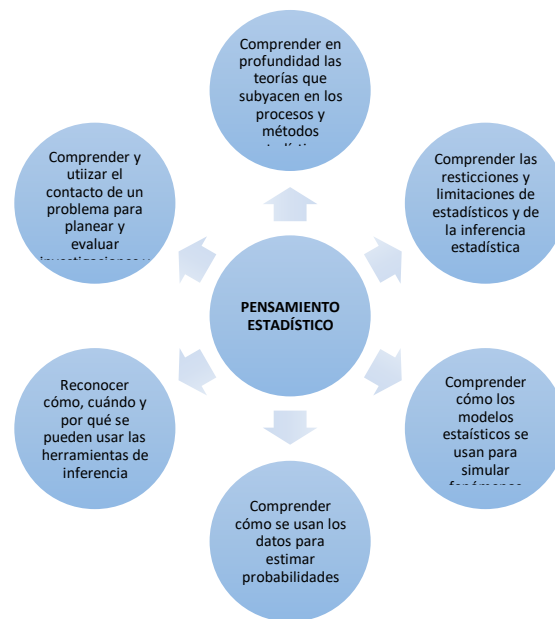 Comprender en
profundidad las
teorías que
subyacen en los
procesos y
métodos
Comprender y
utiizar el
contacto de un
problema para
planear y
evaluar
Comprender las
resticciones y
limitaciones de
estadísticos y de
la inferencia
estadística
PENSAMIENTO
ESTADÍSTICO
Reconocer
cómo, cuándo y
por qué se
pueden usar las
herramientas de
inferencia
Comprender
cómo los
modelos
estaísticos se
usan para
simular
Comprender
cómo se usan los
datos para
estimar
probabilidades